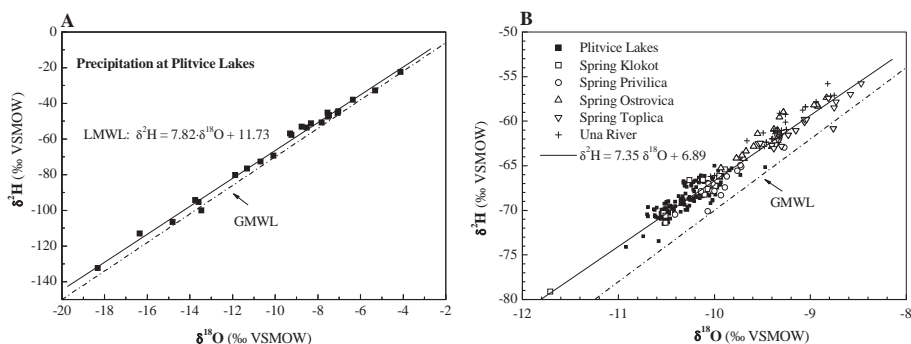 A
Precipitation at Plitvice Lakes
LMWL: δ²H = 7.82·δ¹⁸O + 11.73
GMWL
δ²H (‰ VSMOW)
0
-20
-40
-60
-80
-100
-120
-140
-20 -18 -16 -14 -12 -10 -8 -6 -4 -2
δ¹⁸O (‰ VSMOW)
B
Plitvice Lakes
Spring Klokot
Spring Privilica
Spring Ostrovica
Spring Toplica
Una River
δ²H = 7.35 δ¹⁸O + 6.89
GMWL
δ²H (‰ VSMOW)
-50
-55
-60
-65
-70
-75
-80
-12 -11 -10 -9 -8
δ¹⁸O (‰ VSMOW)